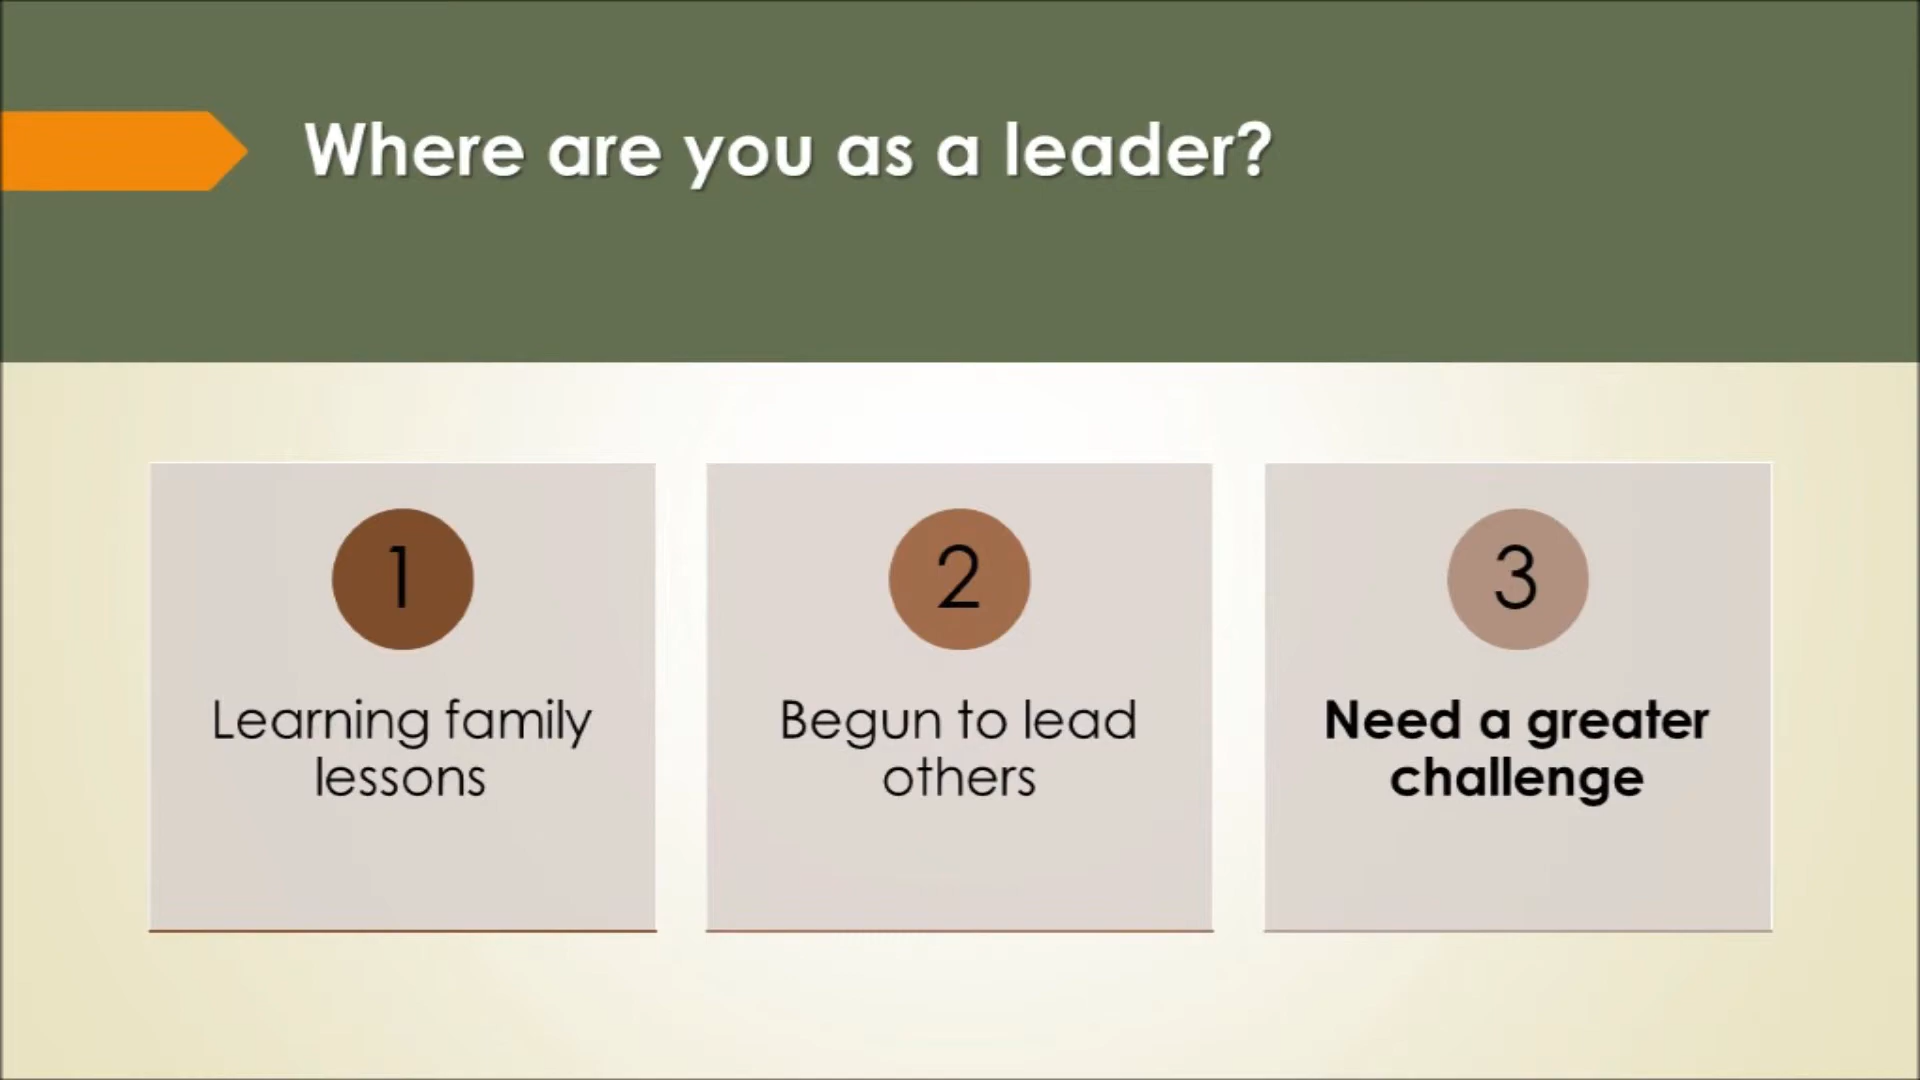 Where are you as a leader?
1
Learning family
lessons
2
Begun to lead
others
3
Need a greater
challenge